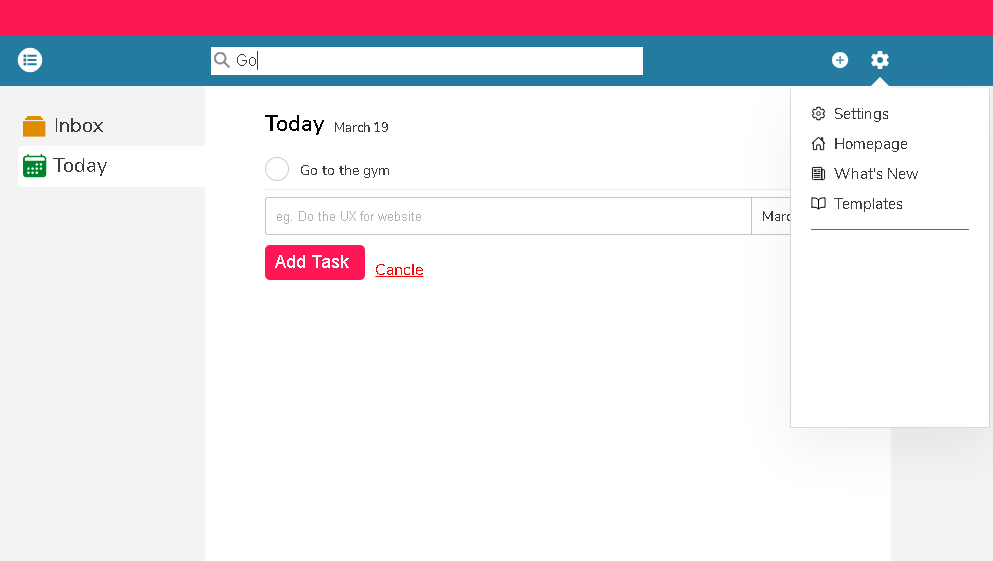 Go
Inbox
Today
Today March 19
Go to the gym
eg. Do the UX for website
Marc
Add Task
Cancle
Settings
Homepage
What's New
Templates